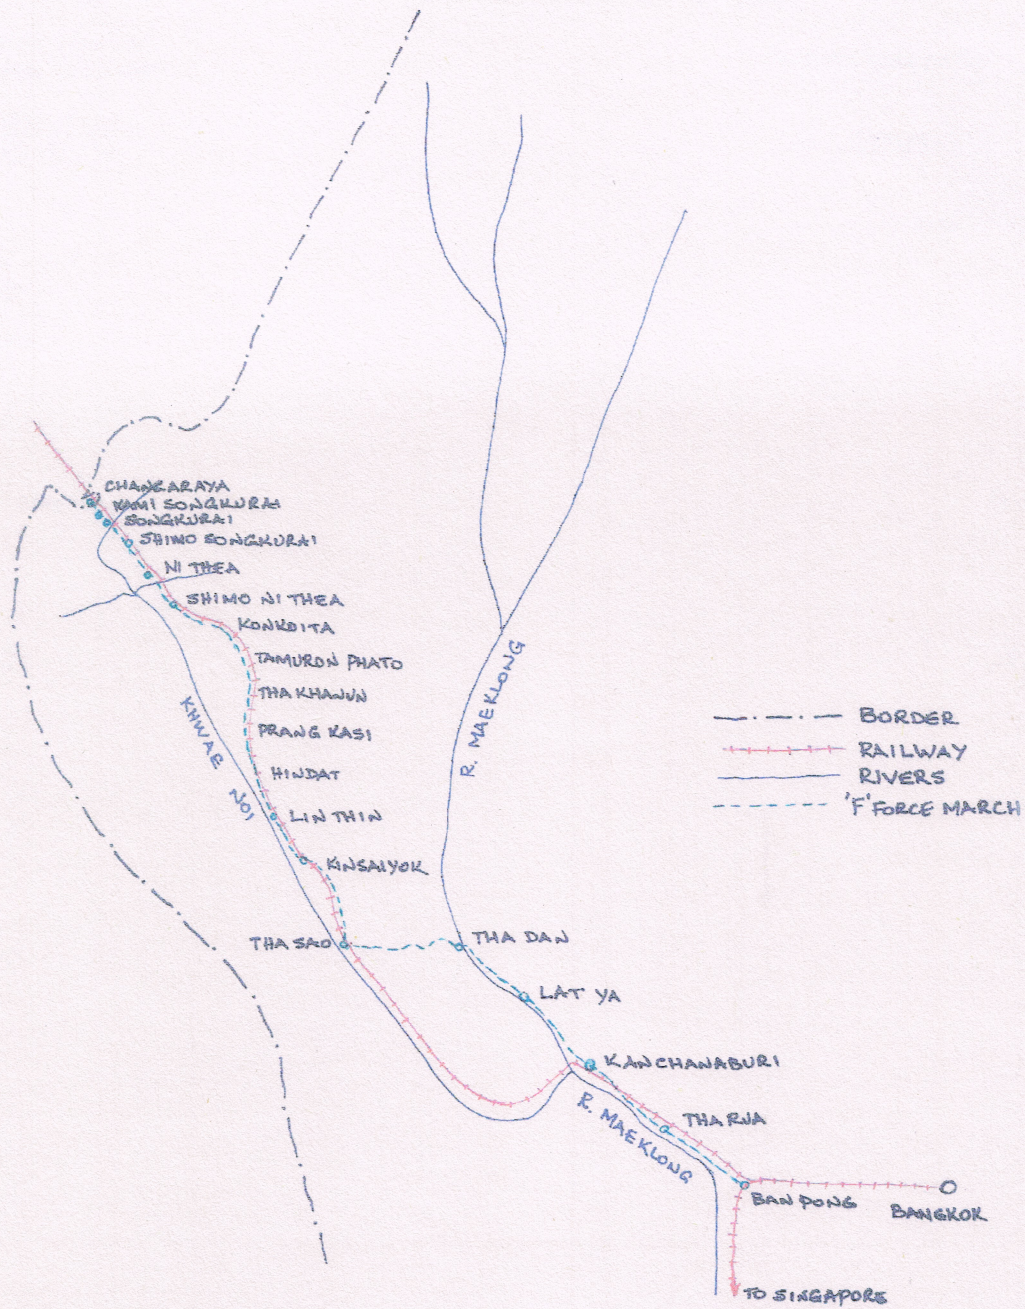 CHANGARAYA
KAMI SONGKURAI
SONGKURAI
SHIMO SONGKURAI
NI THEA
SHIMO NI THEA
KONKOITA
TAMURON PHATO
THA KHANUN
PRANG KASI
HINDAT
LIN THIN
KINSAIYOK
THA SAO
KHWAE NOI
R. MAEKLONG
BORDER
RAILWAY
RIVERS
'F' FORCE MARCH
THA DAN
LAT YA
KANCHANABURI
THA RUA
R. MAEKLONG
BAN PONG
BANGKOK
TO SINGAPORE